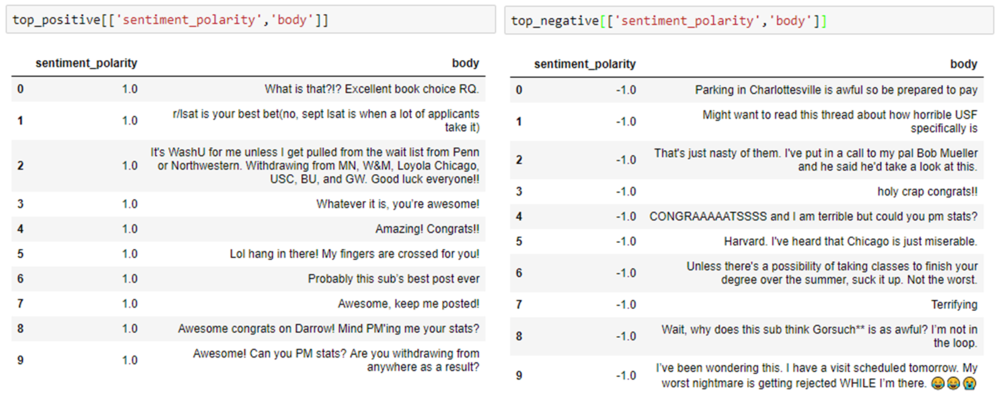 top_positive[['sentiment_polarity','body']]
sentiment_polarity body
0 1.0 What is that?!? Excellent book choice RQ.
1 1.0 r/lsat is your best bet(no, sept lsat is when a lot of applicants
take it)
2 1.0 It's WashU for me unless I get pulled from the wait list from Penn
or Northwestern. Withdrawing from MN, W&M, Loyola Chicago,
USC, BU, and GW. Good luck everyone!!
3 1.0 Whatever it is, you're awesome!
4 1.0 Amazing! Congrats!!
5 1.0 Lol hang in there! My fingers are crossed for you!
6 1.0 Probably this sub's best post ever
7 1.0 Awesome, keep me posted!
8 1.0 Awesome congrats on Darrow! Mind PM'ing me your stats?
9 1.0 Awesome! Can you PM stats? Are you withdrawing from
anywhere as a result?
top_negative[['sentiment_polarity','body']]
sentiment_polarity body
0 -1.0 Parking in Charlottesville is awful so be prepared to pay
1 -1.0 Might want to read this thread about how horrible USF
specifically is
2 -1.0 That's just nasty of them. I've put in a call to my pal Bob Mueller
and he said he'd take a look at this.
3 -1.0 holy crap congrats!!
4 -1.0 CONGRAAAAATSSSS and I am terrible but could you pm stats?
5 -1.0 Harvard. I've heard that Chicago is just miserable.
6 -1.0 Unless there's a possibility of taking classes to finish your
degree over the summer, suck it up. Not the worst.
7 -1.0 Terrifying
8 -1.0 Wait, why does this sub think Gorsuch** is as awful? I'm not in
the loop.
9 -1.0 I've been wondering this. I have a visit scheduled tomorrow. My
worst nightmare is getting rejected WHILE I'm there. 😂😂😭